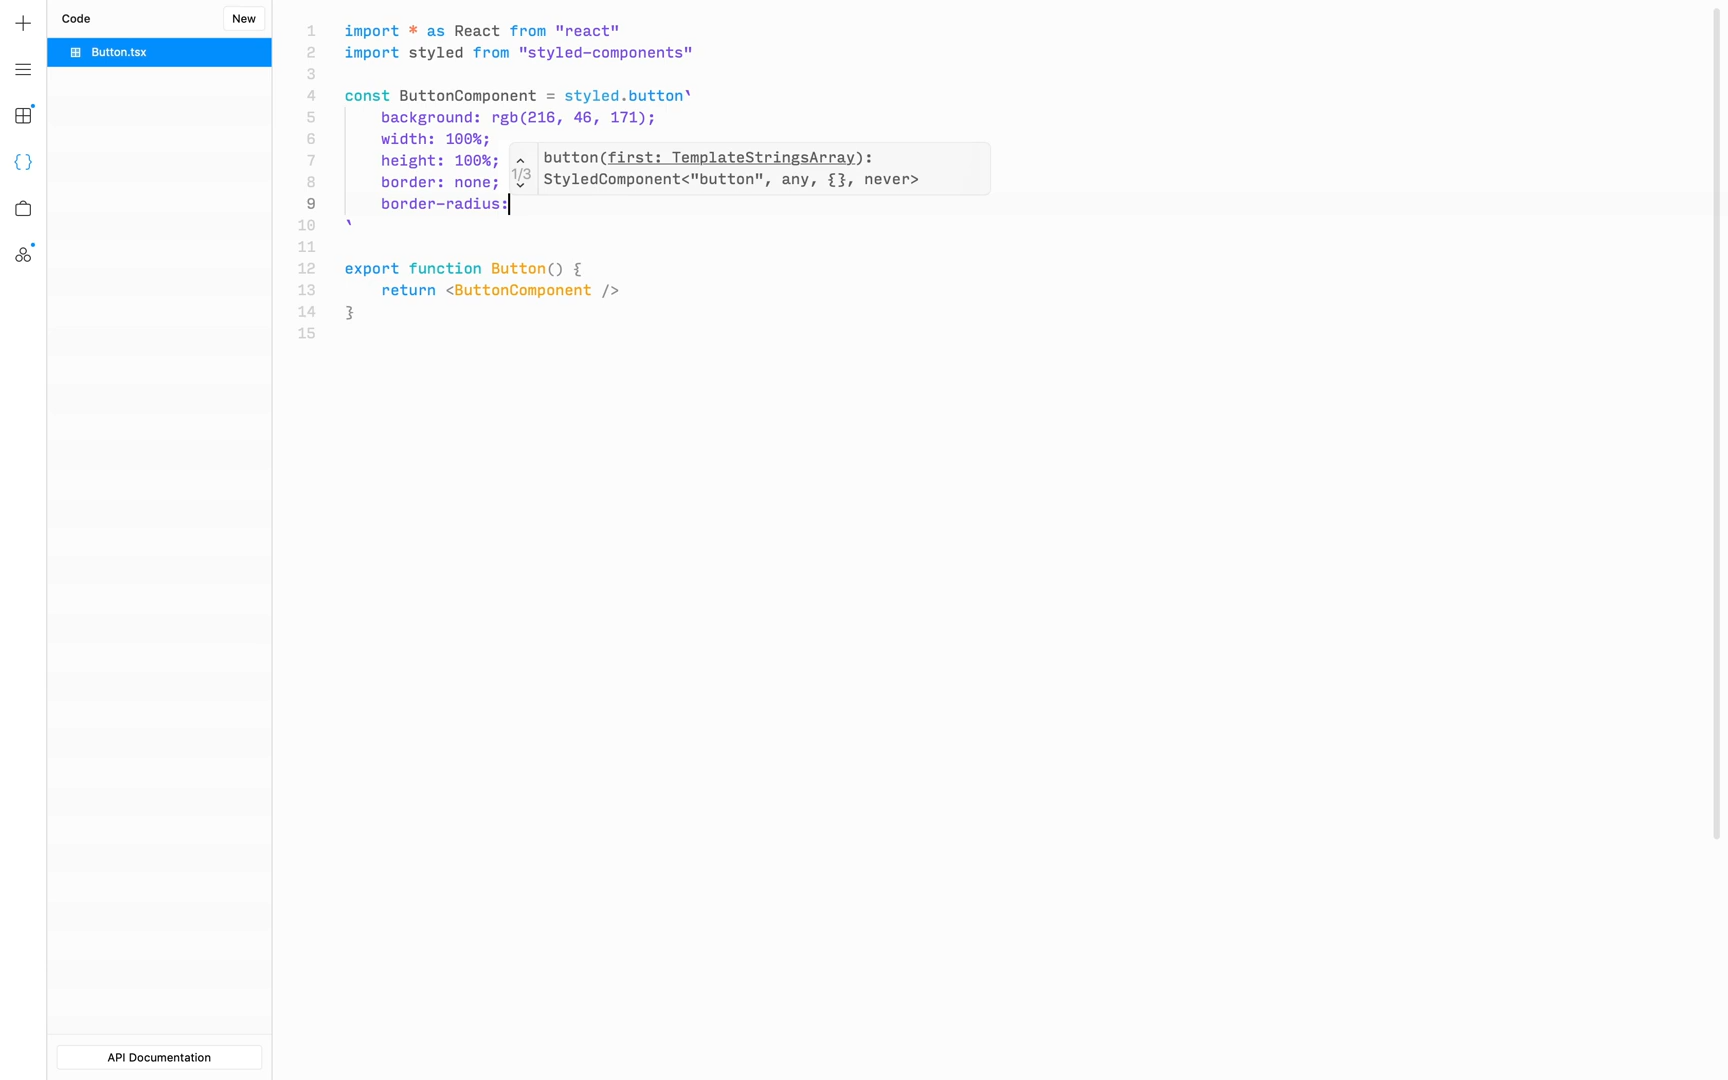 Code
New
Button.tsx
1 import * as React from "react"
2 import styled from "styled-components"
3
4 const ButtonComponent = styled.button`
5 background: rgb(216, 46, 171);
6 width: 100%;
7 height: 100%;
8 border: none;
9 border-radius:
10 `
11
12 export function Button() {
13 return <ButtonComponent />
14 }
15
1/3
button(first: TemplateStringsArray):
StyledComponent<"button", any, {}, never>
API Documentation